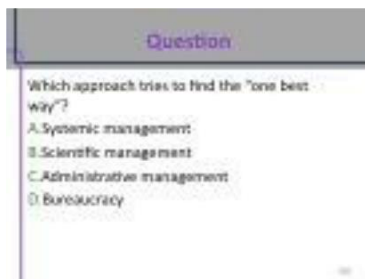 Question
Which approach tries to find the "one best
way"?
A.Systemic management
B.Scientific management
C.Administrative management
D.Bureaucracy